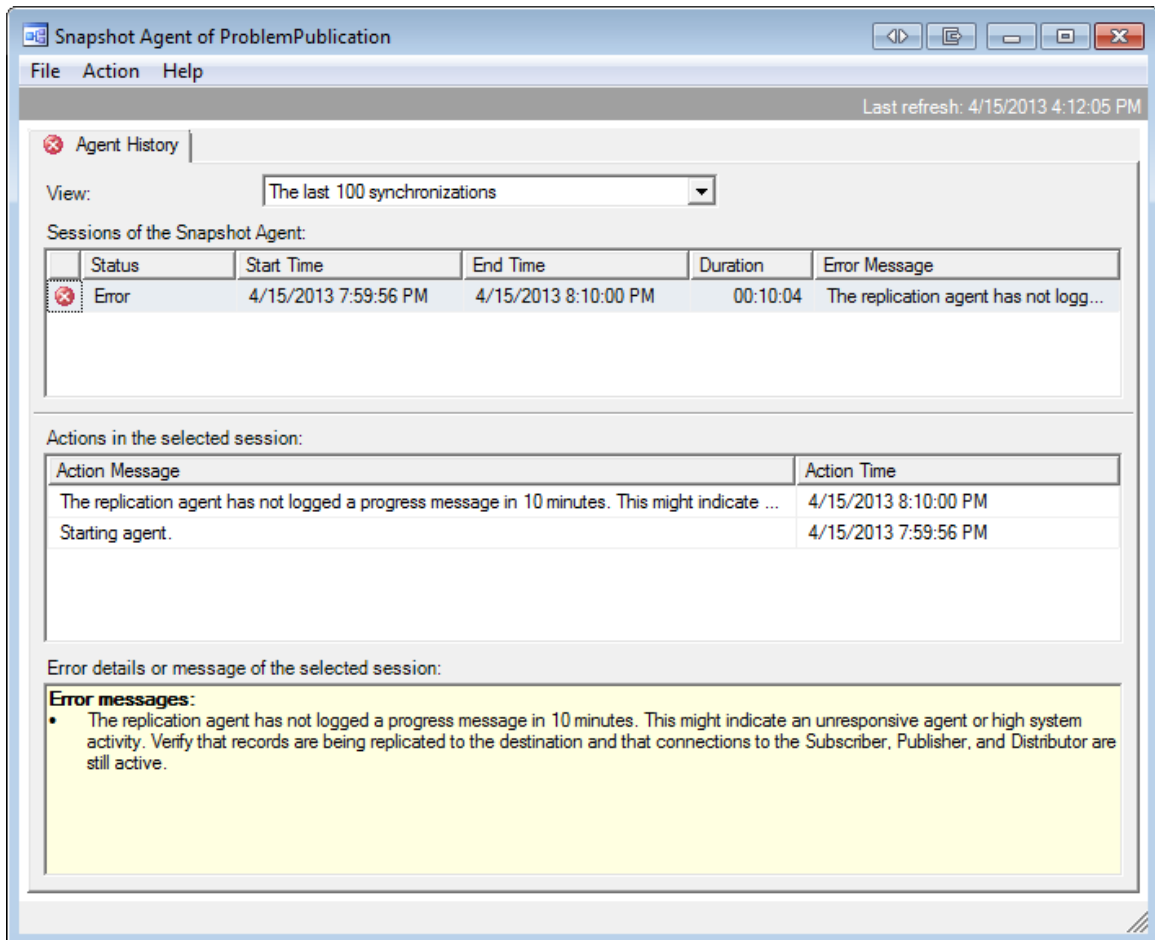 Snapshot Agent of ProblemPublication
File Action Help
Last refresh: 4/15/2013 4:12:05 PM
Agent History
View: The last 100 synchronizations
Sessions of the Snapshot Agent:
Status Start Time End Time Duration Error Message
Error 4/15/2013 7:59:56 PM 4/15/2013 8:10:00 PM 00:10:04 The replication agent has not logg...
Actions in the selected session:
Action Message Action Time
The replication agent has not logged a progress message in 10 minutes. This might indicate ... 4/15/2013 8:10:00 PM
Starting agent. 4/15/2013 7:59:56 PM
Error details or message of the selected session:
Error messages:
• The replication agent has not logged a progress message in 10 minutes. This might indicate an unresponsive agent or high system
activity. Verify that records are being replicated to the destination and that connections to the Subscriber, Publisher, and Distributor are
still active.